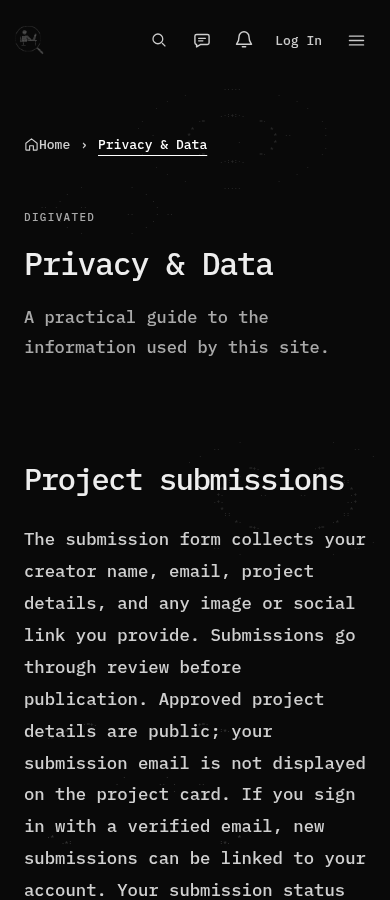 Log In
Home › Privacy & Data
DIGIVATED
Privacy & Data
A practical guide to the
information used by this site.
Project submissions
The submission form collects your
creator name, email, project
details, and any image or social
link you provide. Submissions go
through review before
publication. Approved project
details are public; your
submission email is not displayed
on the project card. If you sign
in with a verified email, new
submissions can be linked to your
account. Your submission status